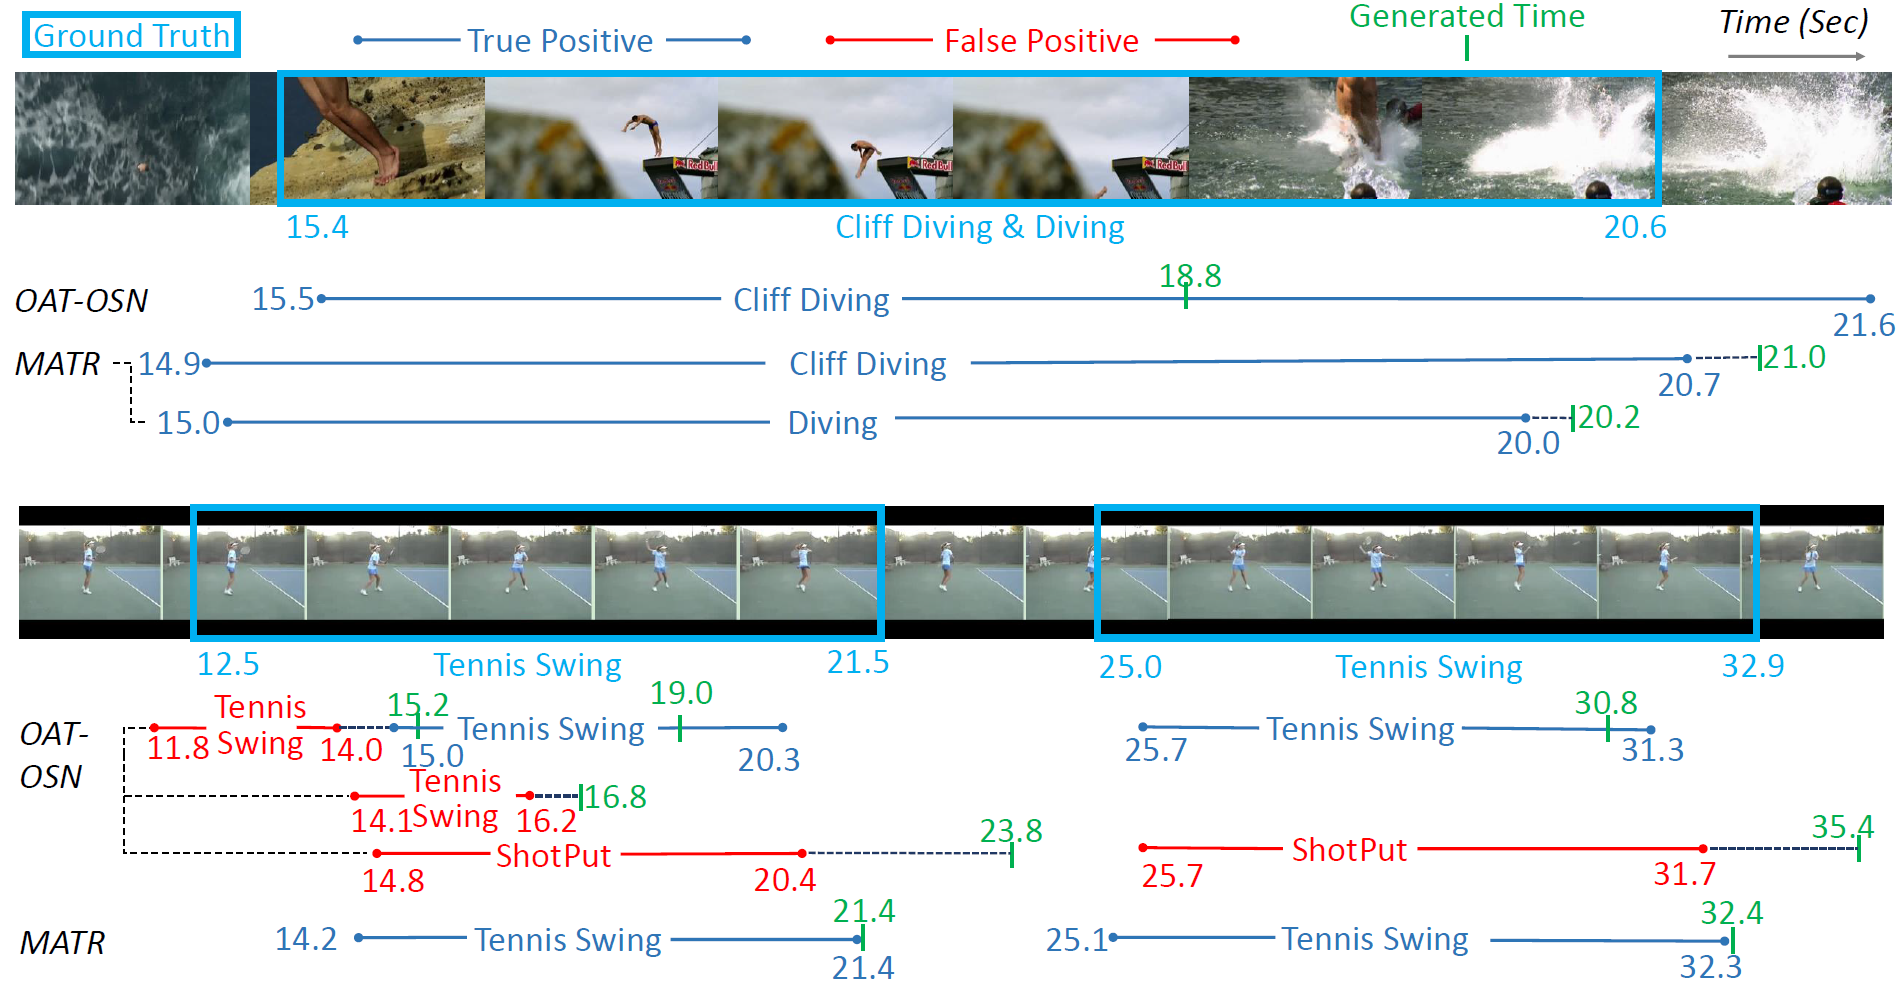 Ground Truth
True Positive
False Positive
Generated Time
Time (Sec)
Red Bull
Red Bull
Red Bull
15.4
Cliff Diving & Diving
20.6
OAT-OSN
15.5
Cliff Diving
18.8
21.6
MATR
14.9
Cliff Diving
20.7
21.0
15.0
Diving
20.0
20.2
12.5
Tennis Swing
21.5
25.0
Tennis Swing
32.9
OAT-
OSN
11.8
Tennis
Swing
14.0
15.2
15.0
Tennis Swing
19.0
20.3
25.7
Tennis Swing
30.8
31.3
14.1
Tennis
Swing
16.2
16.8
14.8
ShotPut
20.4
23.8
25.7
ShotPut
31.7
35.4
MATR
14.2
Tennis Swing
21.4
21.4
25.1
Tennis Swing
32.4
32.3